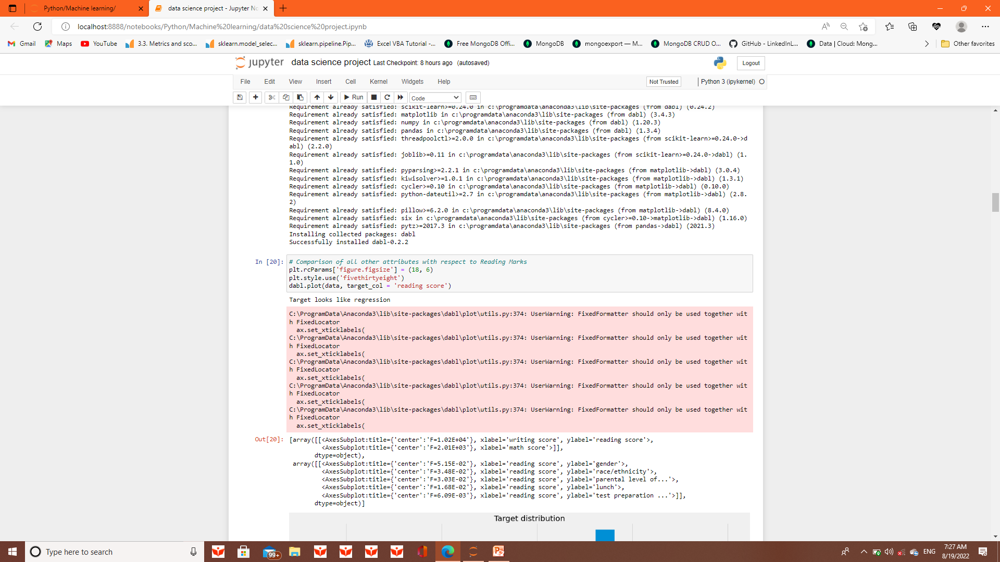 Python/Machine learning/
data science project - Jupyter No
localhost:8888/notebooks/Python/Machine%20learning/data%20science%20project.ipynb
Gmail
Maps
YouTube
3.3. Metrics and sco...
sklearn.model_selec...
sklearn.pipeline.Pip...
Excel VBA Tutorial -...
Free MongoDB Offi...
MongoDB
mongoexport — M...
MongoDB CRUD O...
GitHub - LinkedInL...
Data | Cloud: Mong...
Other favorites
jupyter data science project Last Checkpoint: 8 hours ago (autosaved)
Logout
File Edit View Insert Cell Kernel Widgets Help
Not Trusted
Python 3 (ipykernel)
Run
Code
Requirement already satisfied: scikit-learn>=0.24.0 in c:\programdata\anaconda3\lib\site-packages (from dabl) (0.24.2)
Requirement already satisfied: matplotlib in c:\programdata\anaconda3\lib\site-packages (from dabl) (3.4.3)
Requirement already satisfied: numpy in c:\programdata\anaconda3\lib\site-packages (from dabl) (1.20.3)
Requirement already satisfied: pandas in c:\programdata\anaconda3\lib\site-packages (from dabl) (1.3.4)
Requirement already satisfied: threadpoolctl>=2.0.0 in c:\programdata\anaconda3\lib\site-packages (from scikit-learn>=0.24.0->d
abl) (2.2.0)
Requirement already satisfied: joblib>=0.11 in c:\programdata\anaconda3\lib\site-packages (from scikit-learn>=0.24.0->dabl) (1.
1.0)
Requirement already satisfied: pyparsing>=2.2.1 in c:\programdata\anaconda3\lib\site-packages (from matplotlib->dabl) (3.0.4)
Requirement already satisfied: kiwisolver>=1.0.1 in c:\programdata\anaconda3\lib\site-packages (from matplotlib->dabl) (1.3.1)
Requirement already satisfied: cycler>=0.10 in c:\programdata\anaconda3\lib\site-packages (from matplotlib->dabl) (0.10.0)
Requirement already satisfied: python-dateutil>=2.7 in c:\programdata\anaconda3\lib\site-packages (from matplotlib->dabl) (2.8.
2)
Requirement already satisfied: pillow>=6.2.0 in c:\programdata\anaconda3\lib\site-packages (from matplotlib->dabl) (8.4.0)
Requirement already satisfied: six in c:\programdata\anaconda3\lib\site-packages (from cycler>=0.10->matplotlib->dabl) (1.16.0)
Requirement already satisfied: pytz>=2017.3 in c:\programdata\anaconda3\lib\site-packages (from pandas->dabl) (2021.3)
Installing collected packages: dabl
Successfully installed dabl-0.2.2
In [20]: # Comparison of all other attributes with respect to Reading Marks
plt.rcParams['figure.figsize'] = (18, 6)
plt.style.use('fivethirtyeight')
dabl.plot(data, target_col = 'reading score')
Target looks like regression
C:\ProgramData\Anaconda3\lib\site-packages\dabl\plot\utils.py:374: UserWarning: FixedFormatter should only be used together wit
h FixedLocator
ax.set_xticklabels(
C:\ProgramData\Anaconda3\lib\site-packages\dabl\plot\utils.py:374: UserWarning: FixedFormatter should only be used together wit
h FixedLocator
ax.set_xticklabels(
C:\ProgramData\Anaconda3\lib\site-packages\dabl\plot\utils.py:374: UserWarning: FixedFormatter should only be used together wit
h FixedLocator
ax.set_xticklabels(
C:\ProgramData\Anaconda3\lib\site-packages\dabl\plot\utils.py:374: UserWarning: FixedFormatter should only be used together wit
h FixedLocator
ax.set_xticklabels(
C:\ProgramData\Anaconda3\lib\site-packages\dabl\plot\utils.py:374: UserWarning: FixedFormatter should only be used together wit
h FixedLocator
ax.set_xticklabels(
Out[20]: [array([[<AxesSubplot:title={'center':'F=1.02E+04'}, xlabel='writing score', ylabel='reading score'>,
<AxesSubplot:title={'center':'F=2.01E+03'}, xlabel='math score'>]],
dtype=object),
array([[<AxesSubplot:title={'center':'F=5.15E-02'}, xlabel='reading score', ylabel='gender'>,
<AxesSubplot:title={'center':'F=3.48E-02'}, xlabel='reading score', ylabel='race/ethnicity'>,
<AxesSubplot:title={'center':'F=3.03E-02'}, xlabel='reading score', ylabel='parental level of...'>,
<AxesSubplot:title={'center':'F=1.68E-02'}, xlabel='reading score', ylabel='lunch'>,
<AxesSubplot:title={'center':'F=6.09E-03'}, xlabel='reading score', ylabel='test preparation ...'>]],
dtype=object)]
Target distribution
Type here to search
99+
ENG
7:27 AM
8/19/2022